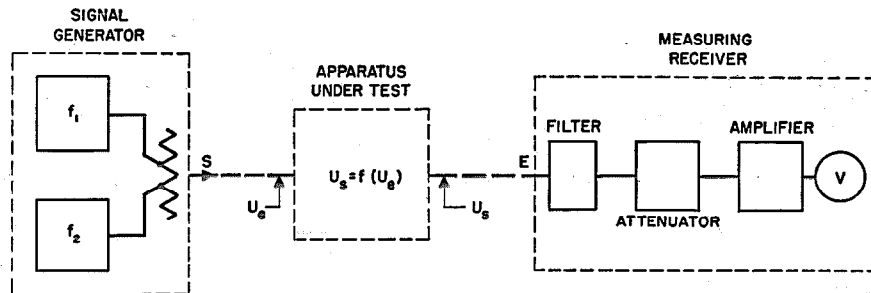 SIGNAL
GENERATOR
f₁
f₂
S
Uₑ
APPARATUS
UNDER TEST
Uₛ=f (Uₑ)
Uₛ
MEASURING
RECEIVER
E
FILTER
ATTENUATOR
AMPLIFIER
V